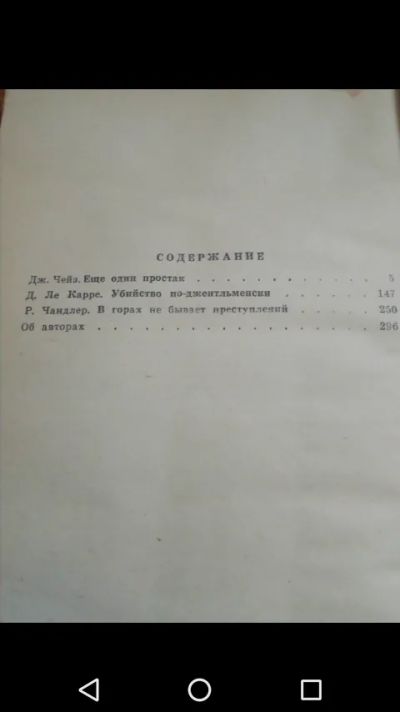 СОДЕРЖАНИЕ
Дж. Чейз. Еще один простак . . . . . . . . . . . . 5
Д. Ле Карре. Убийство по-джентльменски . . . . . . 147
Р. Чандлер. В горах не бывает преступлений . . . . . 250
Об авторах . . . . . . . . . . . . . . . . . . . 296